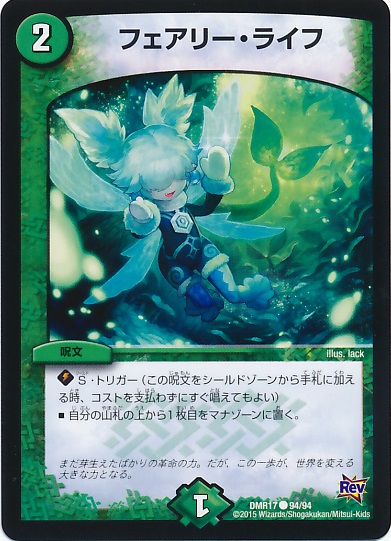 2
フェアリー・ライフ
呪文
illus. lack
S・トリガー (この呪文をシールドゾーンから手札に加え
る時、コストを支払わずにすぐ唱えてもよい)
■ 自分の山札の上から1枚目をマナゾーンに置く。
まだ芽生えたばかりの革命の力。だが、この一歩が、世界を変える
大きな力となる。
Rev
1
DMR17 ● 94/94
©2015 Wizards/Shogakukan/Mitsui-Kids